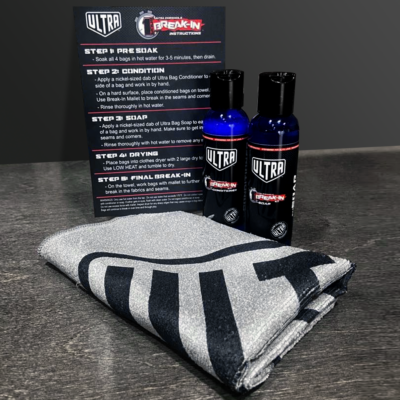 ULTRA
ULTRA CORNHOLE
BREAK-IN
INSTRUCTIONS
STEP 1: PRE SOAK
- Soak all 4 bags in hot water for 3-5 minutes, then drain.
STEP 2: CONDITION
- Apply a nickel-sized dab of Ultra Bag Conditioner to
side of a bag and work in by hand.
- On a hard surface, place conditioned bags on towel.
Use Break-In Mallet to break in the seams and corners.
- Rinse thoroughly in hot water.
STEP 3: SOAP
- Apply a nickel-sized dab of Ultra Bag Soap to
of a bag and work in by hand. Make sure to get
seams and corners.
- Rinse thoroughly with hot water to remove any
STEP 4: DRYING
- Place bags into clothes dryer with 2 large dry
Use LOW HEAT and tumble to dry.
STEP 5: FINAL BREAK-IN
- On the towel, work bags with mallet to further
break in the fabrics and seams.
ULTRA
BREAK-IN
CONDITIONER
ULTRA
BREAK-IN
SOAP
ULT